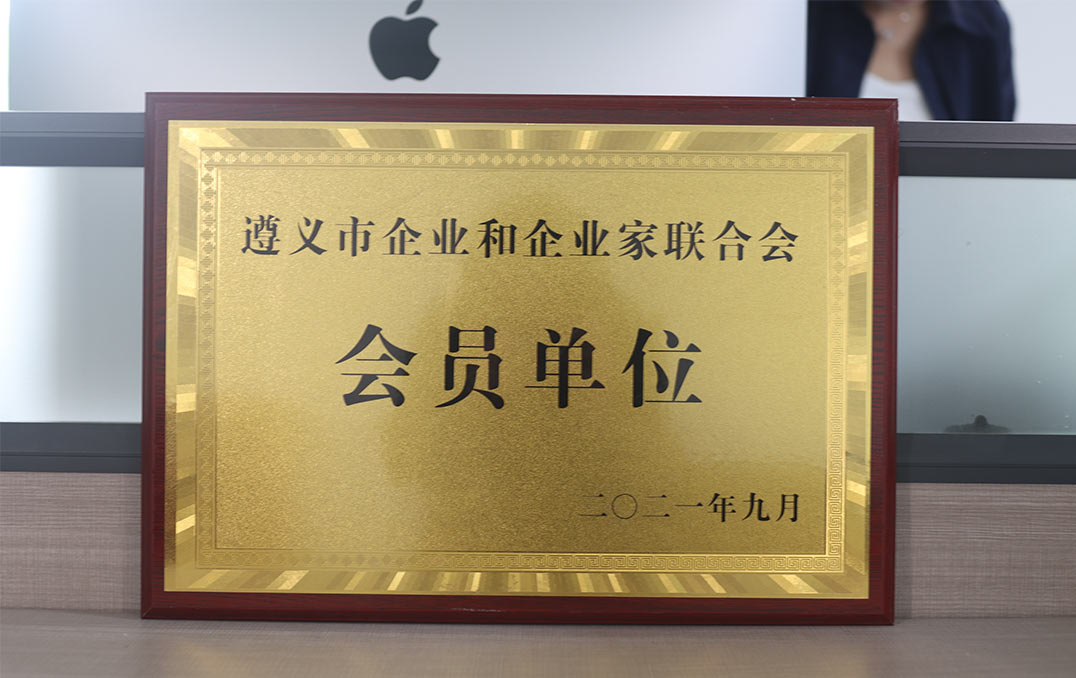 遵义市企业和企业家联合会
会员单位
二〇二一年九月